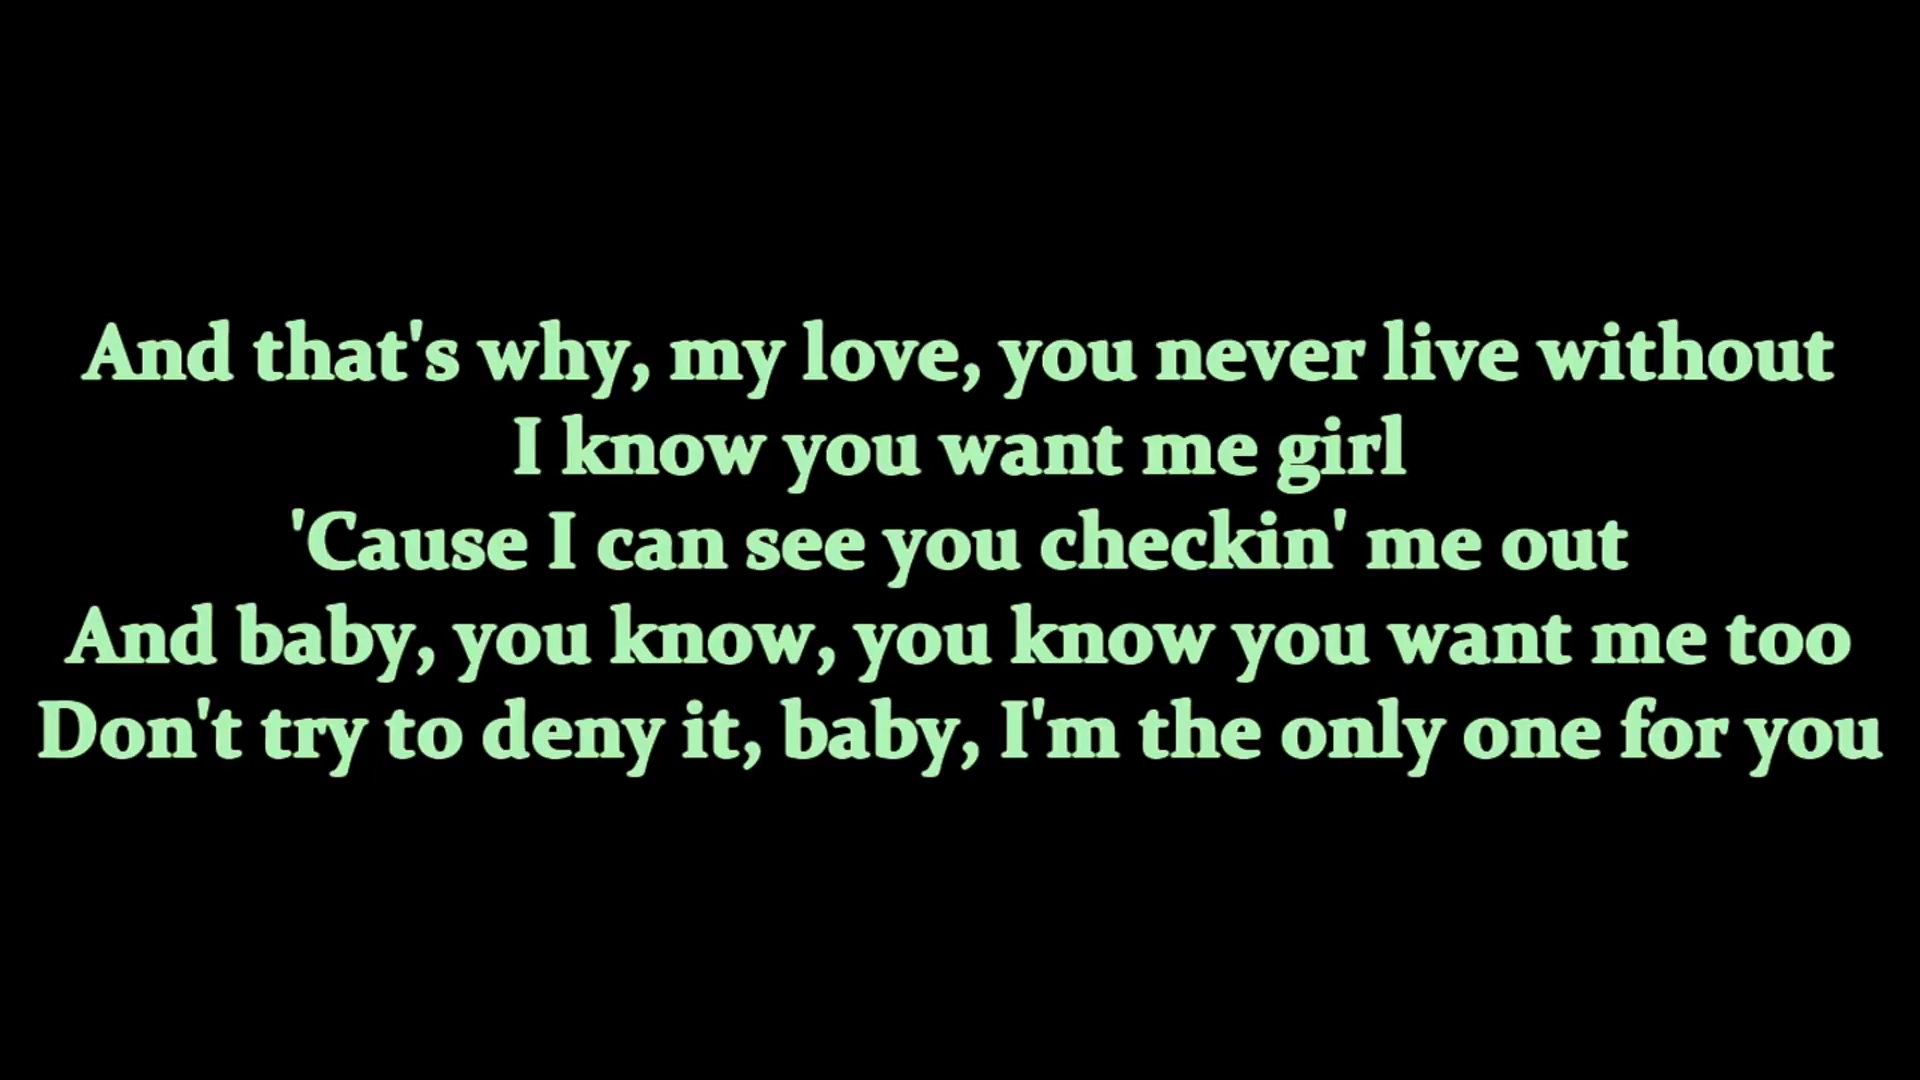 And that's why, my love, you never live without
I know you want me girl
'Cause I can see you checkin' me out
And baby, you know, you know you want me too
Don't try to deny it, baby, I'm the only one for you